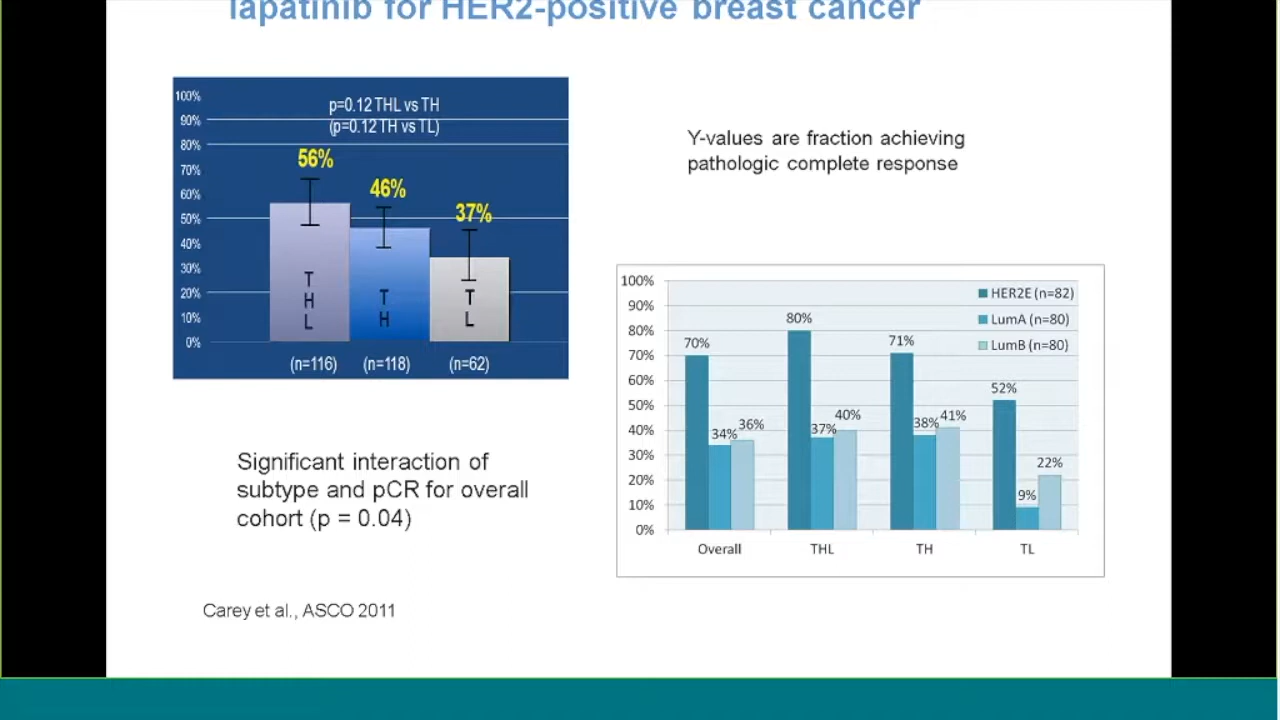 lapatinib for HER2-positive breast cancer
100%
90%
80%
70%
60%
50%
40%
30%
20%
10%
0%
p=0.12 THL vs TH
(p=0.12 TH vs TL)
56%
46%
37%
T
H
L
T
H
T
L
(n=116)
(n=118)
(n=62)
Y-values are fraction achieving
pathologic complete response
100%
90%
80%
70%
60%
50%
40%
30%
20%
10%
0%
HER2E (n=82)
LumA (n=80)
LumB (n=80)
70%
34%
36%
80%
37%
40%
71%
38%
41%
52%
9%
22%
Overall
THL
TH
TL
Significant interaction of
subtype and pCR for overall
cohort (p = 0.04)
Carey et al., ASCO 2011